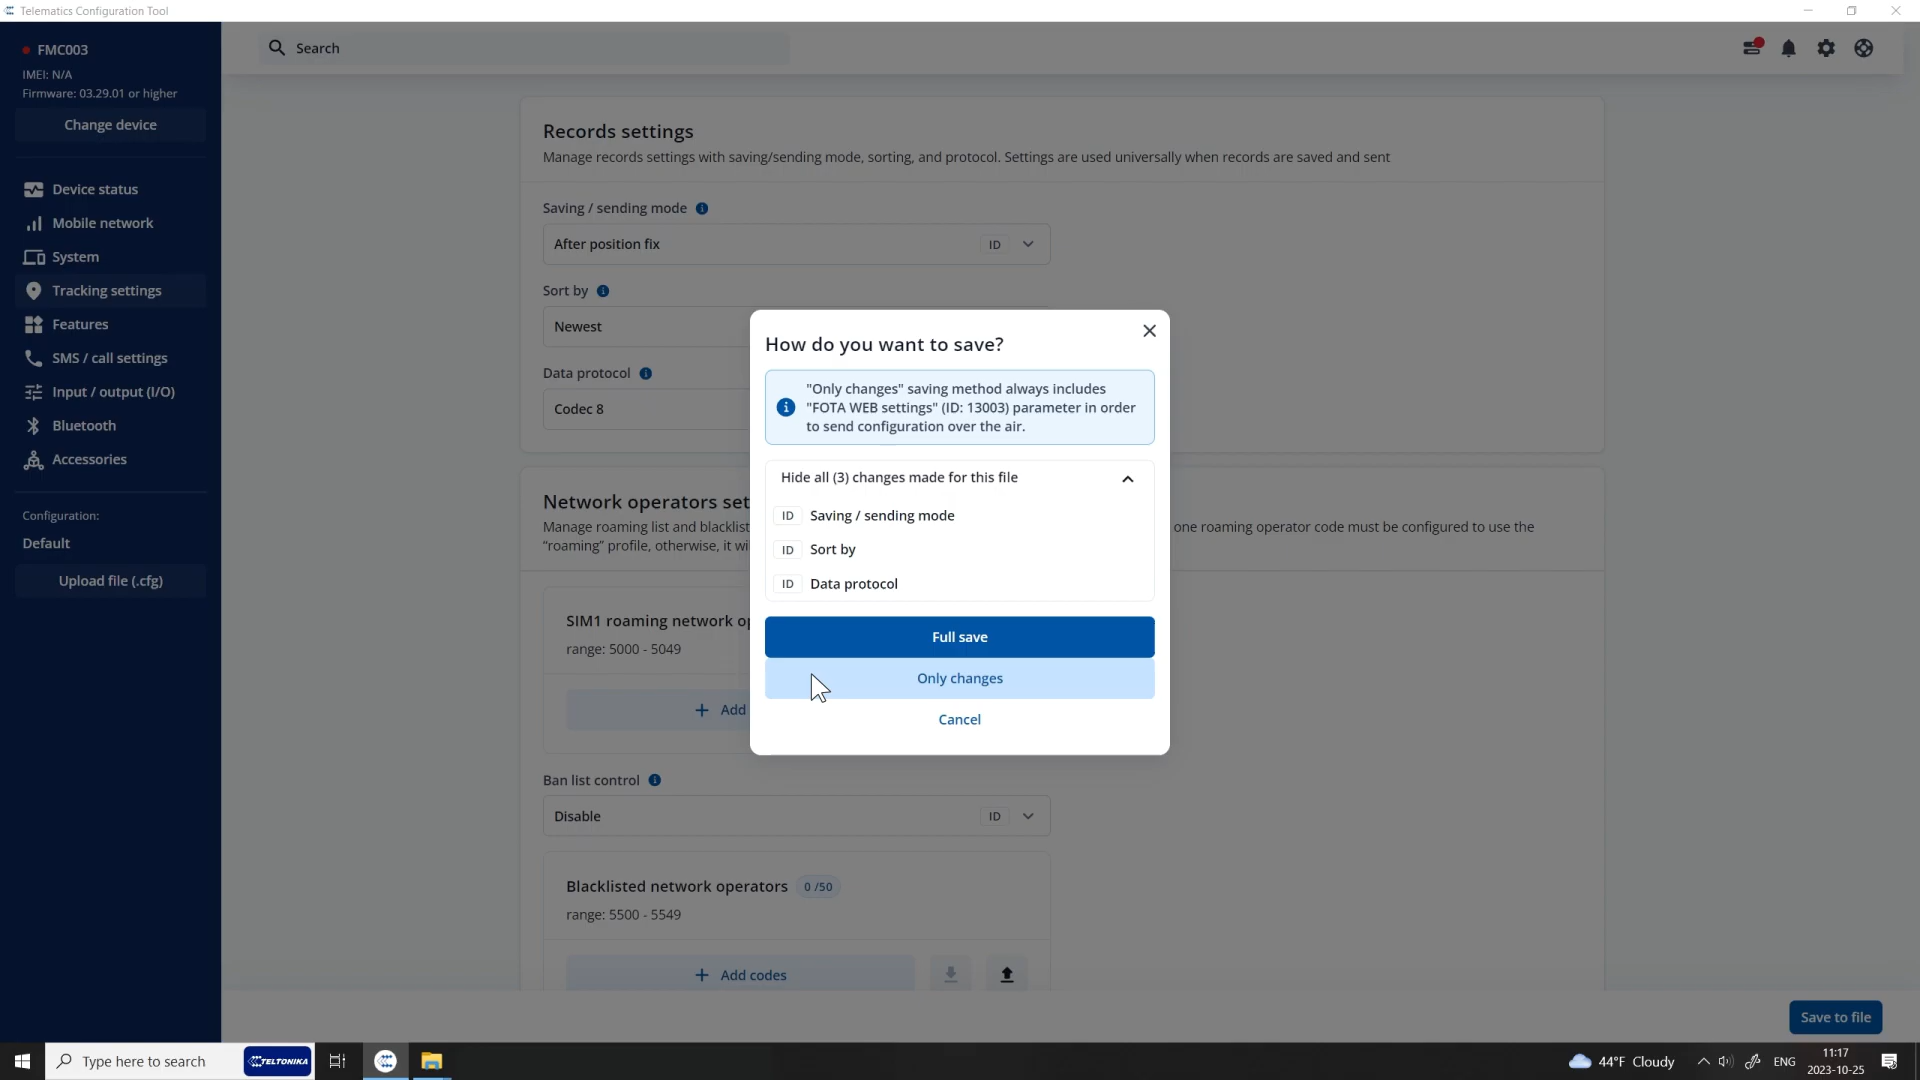 Telematics Configuration Tool
FMC003
IMEI: N/A
Firmware: 03.29.01 or higher
Change device
Device status
Mobile network
System
Tracking settings
Features
SMS / call settings
Input / output (I/O)
Bluetooth
Accessories
Configuration:
Default
Upload file (.cfg)
Search
Records settings
Manage records settings with saving/sending mode, sorting, and protocol. Settings are used universally when records are saved and sent
Saving / sending mode
After position fix
ID
Sort by
Newest
Data protocol
Codec 8
Network operators set
Manage roaming list and blacklist
one roaming operator code must be configured to use the
"roaming" profile, otherwise, it wi
SIM1 roaming network op
range: 5000 - 5049
Add
Ban list control
Disable
ID
Blacklisted network operators
0 /50
range: 5500 - 5549
Add codes
How do you want to save?
"Only changes" saving method always includes
"FOTA WEB settings" (ID: 13003) parameter in order
to send configuration over the air.
Hide all (3) changes made for this file
ID Saving / sending mode
ID Sort by
ID Data protocol
Full save
Only changes
Cancel
Save to file
Type here to search
TELTONIKA
44°F Cloudy
ENG
11:17
2023-10-25